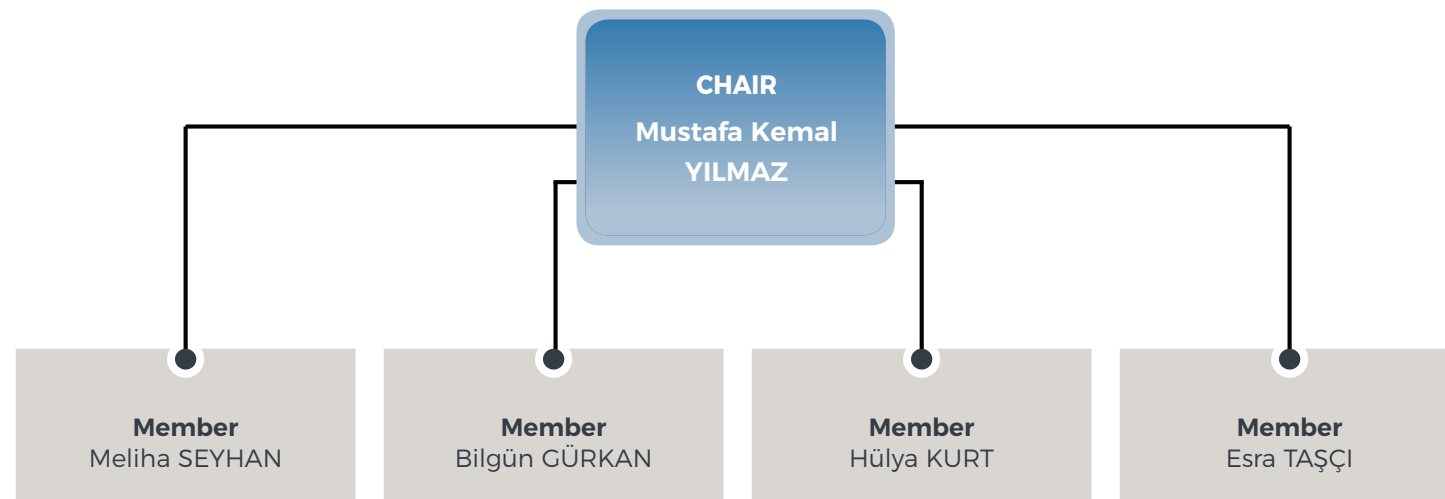 CHAIR
Mustafa Kemal
YILMAZ
Member
Meliha SEYHAN
Member
Bilgün GÜRKAN
Member
Hülya KURT
Member
Esra TAŞÇI